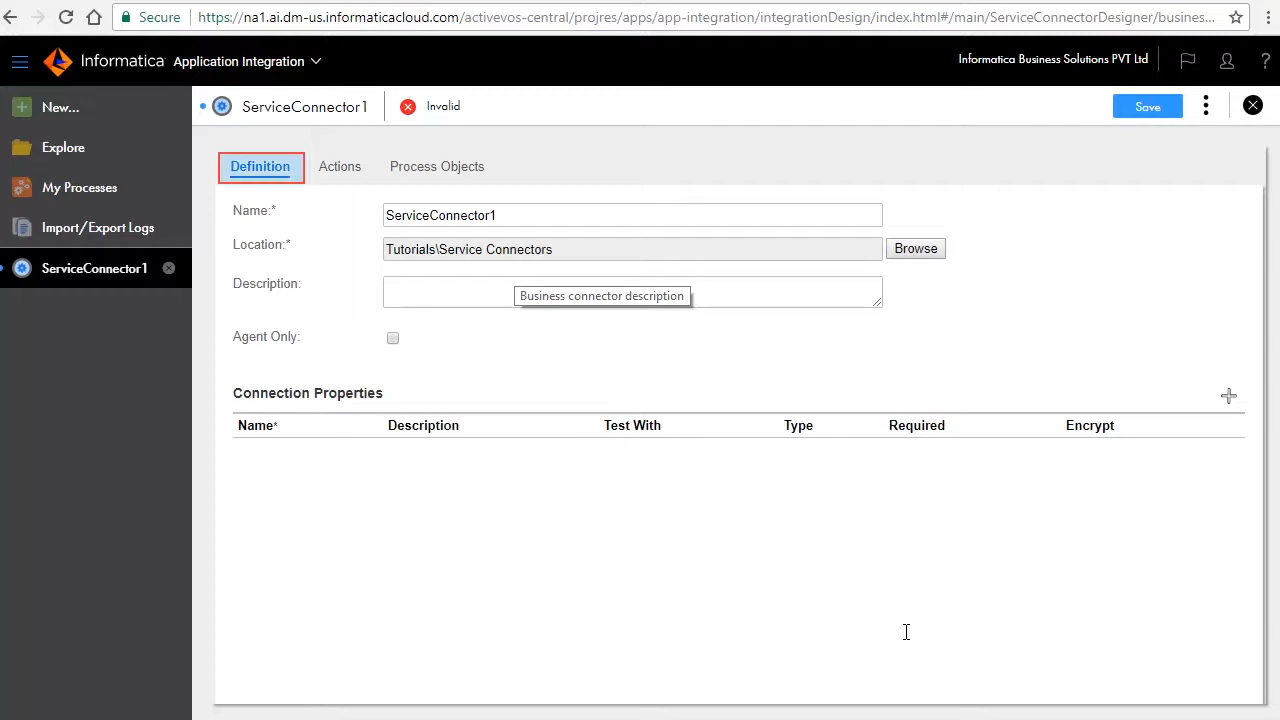 Secure https://na1.ai.dm-us.informaticacloud.com/activevos-central/projres/apps/app-integration/integrationDesign/index.html#/main/ServiceConnectorDesigner/busines...
Informatica Application Integration
Informatica Business Solutions PVT Ltd
?
New...
ServiceConnector1
Invalid
Save
Explore
My Processes
Import/Export Logs
ServiceConnector1
Definition Actions Process Objects
Name:* ServiceConnector1
Location:* Tutorials\Service Connectors Browse
Description:
Business connector description
Agent Only:
Connection Properties
Name* Description Test With Type Required Encrypt